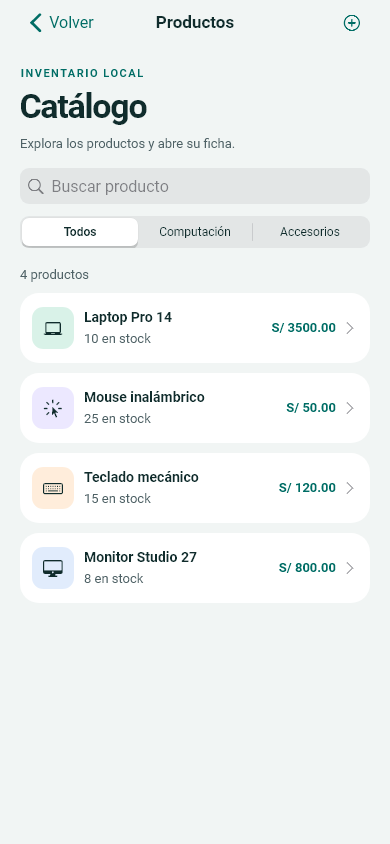 Volver
Productos
INVENTARIO LOCAL
Catálogo
Explora los productos y abre su ficha.
Buscar producto
Todos
Computación
Accesorios
4 productos
Laptop Pro 14
10 en stock
S/ 3500.00
Mouse inalámbrico
25 en stock
S/ 50.00
Teclado mecánico
15 en stock
S/ 120.00
Monitor Studio 27
8 en stock
S/ 800.00